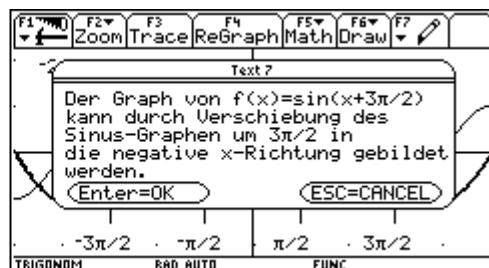 F1 F2 F3 F4 F5 F6 F7
Zoom Trace ReGraph Math Draw
Text 7
Der Graph von f(x)=sin(x+3π/2)
kann durch Verschiebung des
Sinus-Graphen um 3π/2 in
die negative x-Richtung gebildet
werden.
Enter=OK ESC=CANCEL
-3π/2 -π/2 π/2 3π/2
TRIGONOM RAD AUTO FUNC